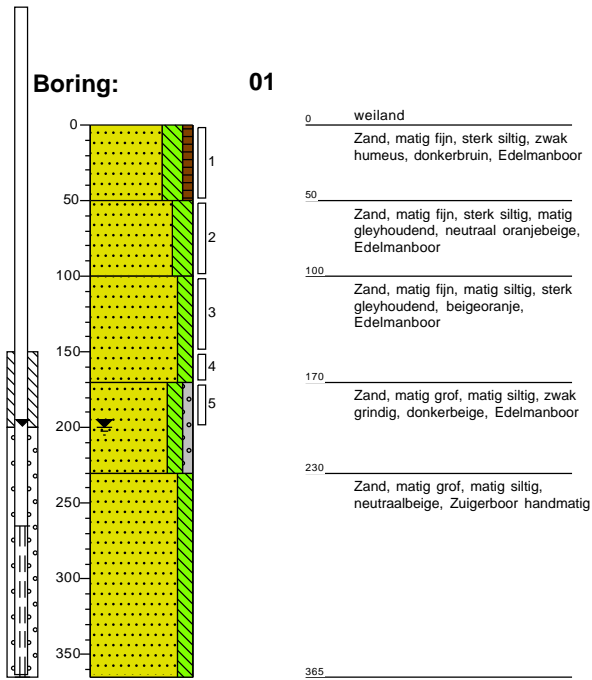 Boring: 01
0
50
100
150
200
250
300
350
1
2
3
4
5
0 weiland
Zand, matig fijn, sterk siltig, zwak
humeus, donkerbruin, Edelmanboor
50
Zand, matig fijn, sterk siltig, matig
gleyhoudend, neutraal oranjebeige,
Edelmanboor
100
Zand, matig fijn, matig siltig, sterk
gleyhoudend, beigeoranje,
Edelmanboor
170
Zand, matig grof, matig siltig, zwak
grindig, donkerbeige, Edelmanboor
230
Zand, matig grof, matig siltig,
neutraalbeige, Zuigerboor handmatig
365